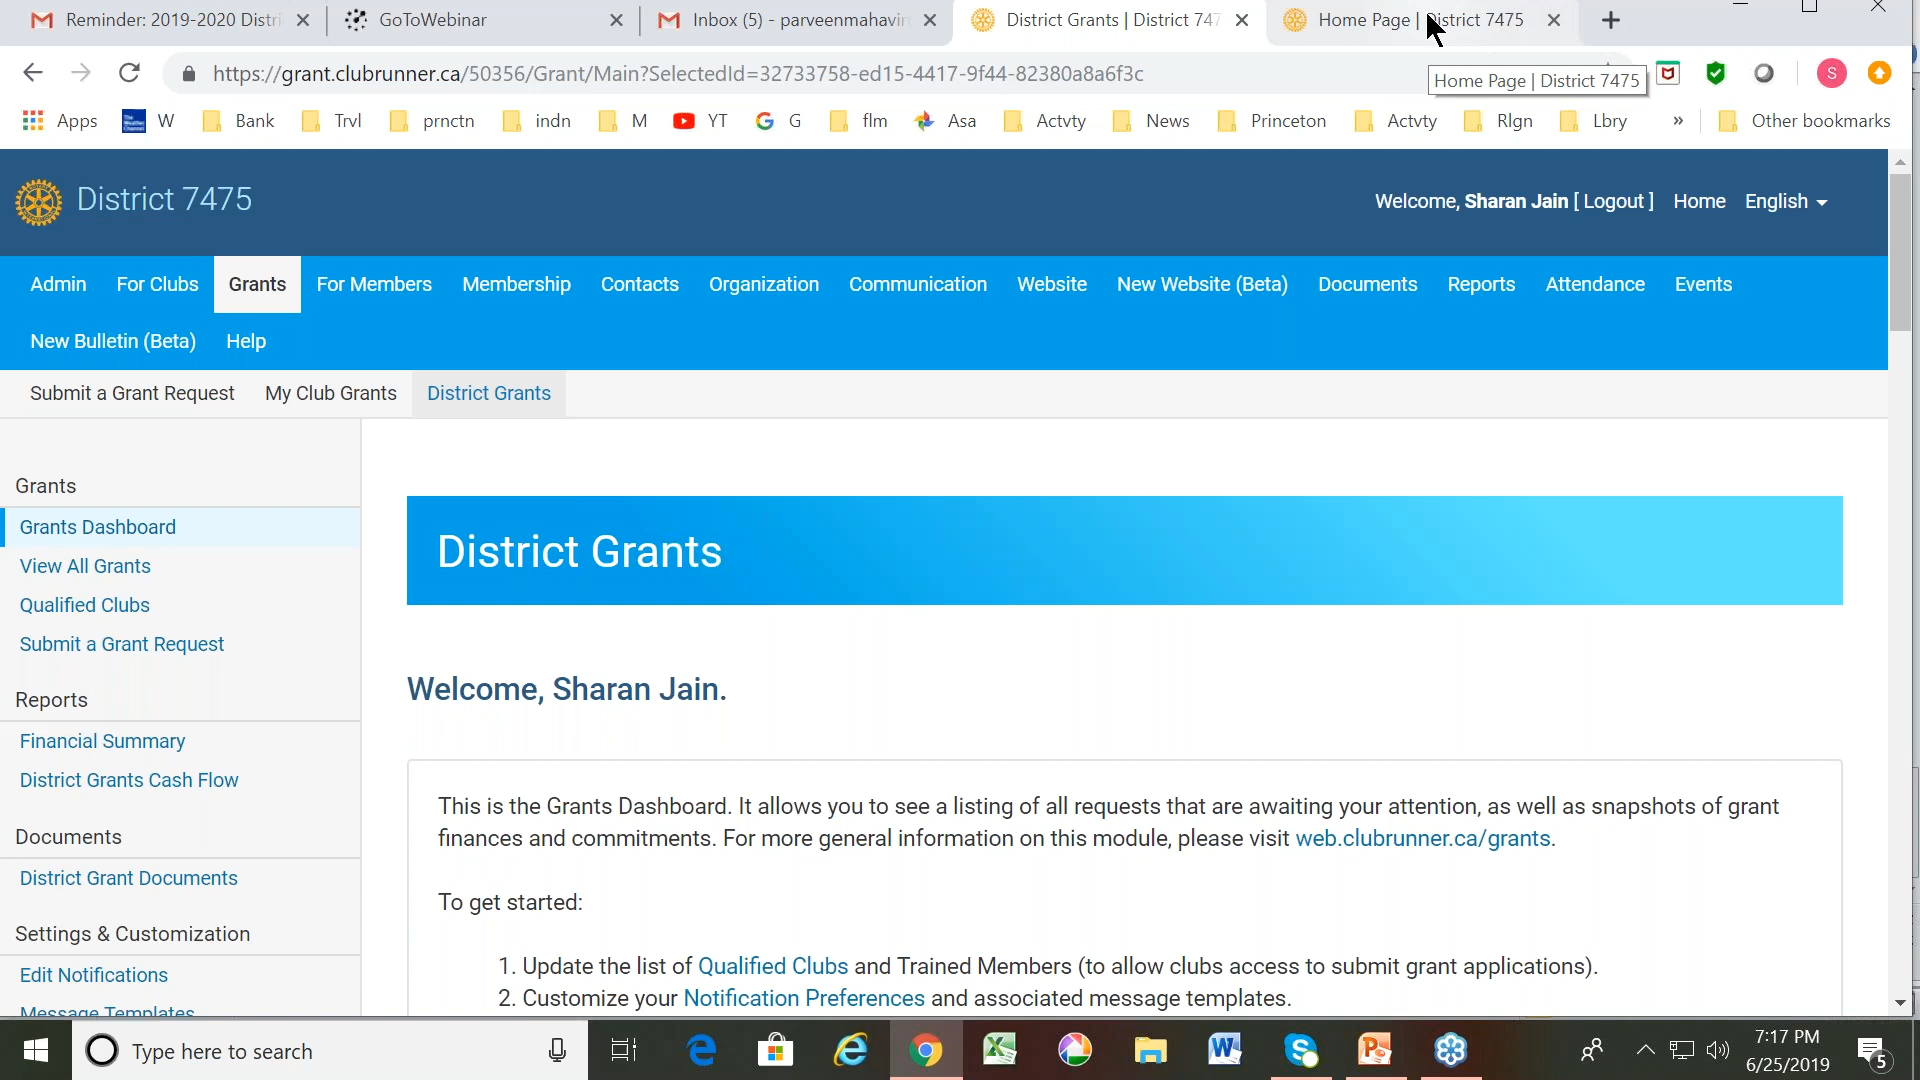 Reminder: 2019-2020 Distri
GoToWebinar
Inbox (5) - parveenmahavir
District Grants | District 747
Home Page | District 7475
https://grant.clubrunner.ca/50356/Grant/Main?SelectedId=32733758-ed15-4417-9f44-82380a8a6f3c
Home Page | District 7475
S
Apps
W
Bank
Trvl
prnctn
indn
M
YT
G
flm
Asa
Actvty
News
Princeton
Actvty
Rlgn
Lbry
»
Other bookmarks
District 7475
Welcome, Sharan Jain [ Logout ] Home English
Admin For Clubs Grants For Members Membership Contacts Organization Communication Website New Website (Beta) Documents Reports Attendance Events
New Bulletin (Beta) Help
Submit a Grant Request My Club Grants District Grants
Grants
Grants Dashboard
View All Grants
Qualified Clubs
Submit a Grant Request
Reports
Financial Summary
District Grants Cash Flow
Documents
District Grant Documents
Settings & Customization
Edit Notifications
Message Templates
District Grants
Welcome, Sharan Jain.
This is the Grants Dashboard. It allows you to see a listing of all requests that are awaiting your attention, as well as snapshots of grant
finances and commitments. For more general information on this module, please visit web.clubrunner.ca/grants.
To get started:
1. Update the list of Qualified Clubs and Trained Members (to allow clubs access to submit grant applications).
2. Customize your Notification Preferences and associated message templates.
Type here to search
7:17 PM
6/25/2019
5